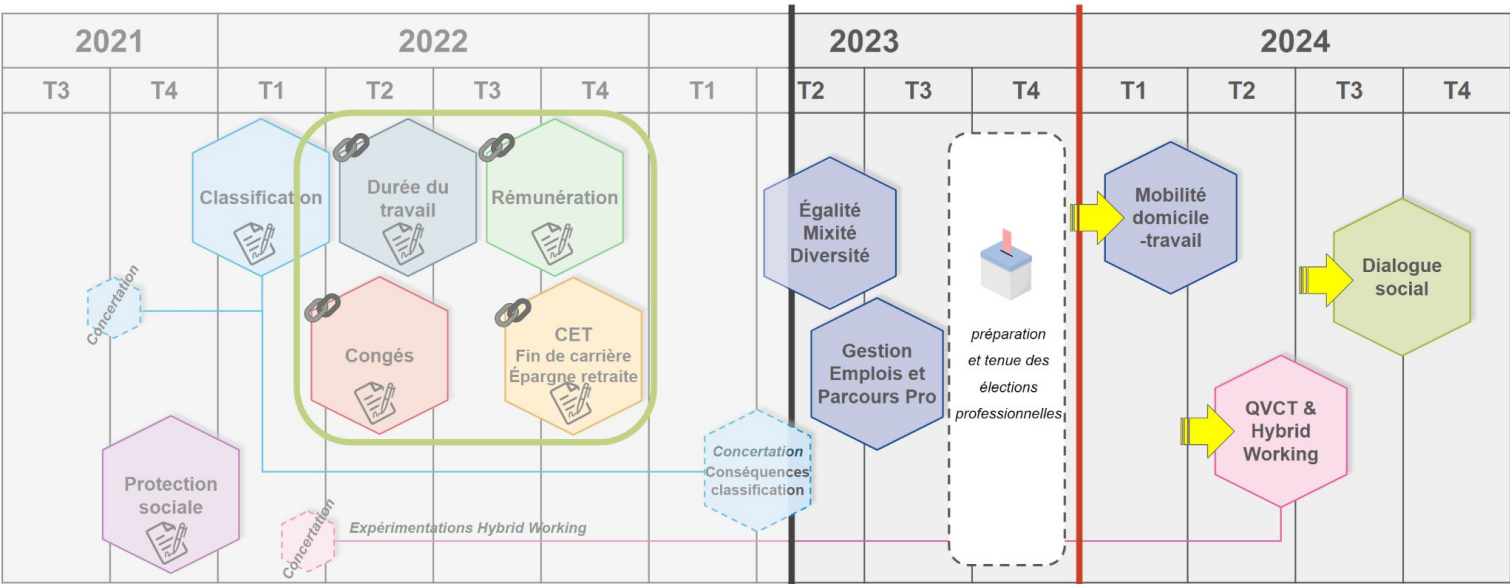 2021
2022
2023
2024
T3
T4
T1
T2
T3
T4
T1
T2
T3
T4
T1
T2
T3
T4
Classification
Durée du
travail
Rémunération
Congés
CET
Fin de carrière
Épargne retraite
Concertation
Protection
sociale
Concertation
Expérimentations Hybrid Working
Concertation
Conséquences
classification
Égalité
Mixité
Diversité
Gestion
Emplois et
Parcours Pro
préparation
et tenue des
élections
professionnelles
Mobilité
domicile
-travail
Dialogue
social
QVCT &
Hybrid
Working